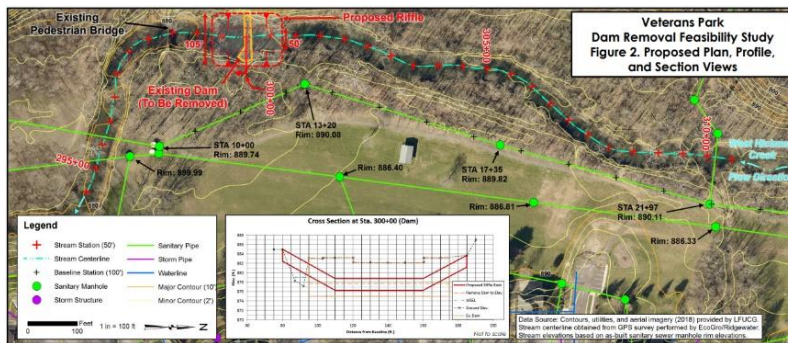 Veterans Park
Dam Removal Feasibility Study
Figure 2. Proposed Plan, Profile,
and Section Views
Existing
Pedestrian Bridge
Proposed Riffle
105'
50'
Existing Dam
(To Be Removed)
300+00
305+00
310+00
295+00
West Hickman
Creek
Flow Direction
STA 10+00
Rim: 889.74
Rim: 899.99
STA 13+20
Rim: 890.08
Rim: 886.40
STA 17+35
Rim: 889.82
Rim: 886.81
STA 21+97
Rim: 890.11
Rim: 886.33
Legend
Stream Station (50')
Stream Centerline
Baseline Station (100')
Sanitary Manhole
Storm Structure
Sanitary Pipe
Storm Pipe
Waterline
Major Contour (10')
Minor Contour (2')
0
100
Feet
1 in = 100 ft
N
Cross Section at Sta. 300+00 (Dam)
Distance from Baseline (ft.)
Not to scale
Data Source: Contours, utilities, and aerial imagery (2018) provided by LFUCG.
Stream centerline obtained from GPS survey performed by EcoGro/Ridgewater.
Stream elevations based on as-built sanitary sewer manhole rim elevations.